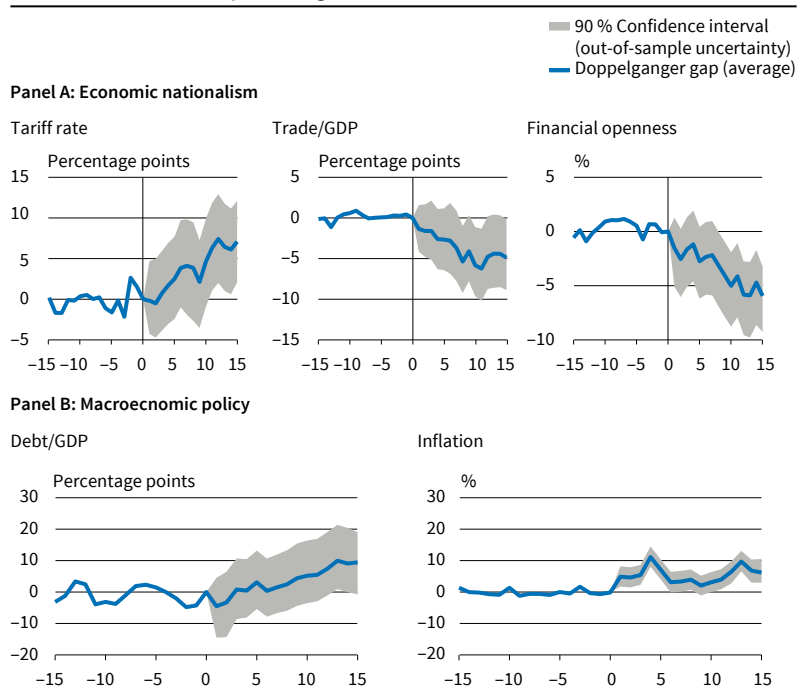 90 % Confidence interval
(out-of-sample uncertainty)
Doppelganger gap (average)
Panel A: Economic nationalism
Tariff rate
Trade/GDP
Financial openness
Percentage points
15
10
5
0
−5
−15 −10 −5 0 5 10 15
Percentage points
5
0
−5
−10
−15
−15 −10 −5 0 5 10 15
%
5
0
−5
−10
−15 −10 −5 0 5 10 15
Panel B: Macroecnomic policy
Debt/GDP
Inflation
Percentage points
30
20
10
0
−10
−20
−15 −10 −5 0 5 10 15
%
30
20
10
0
−10
−20
−15 −10 −5 0 5 10 15